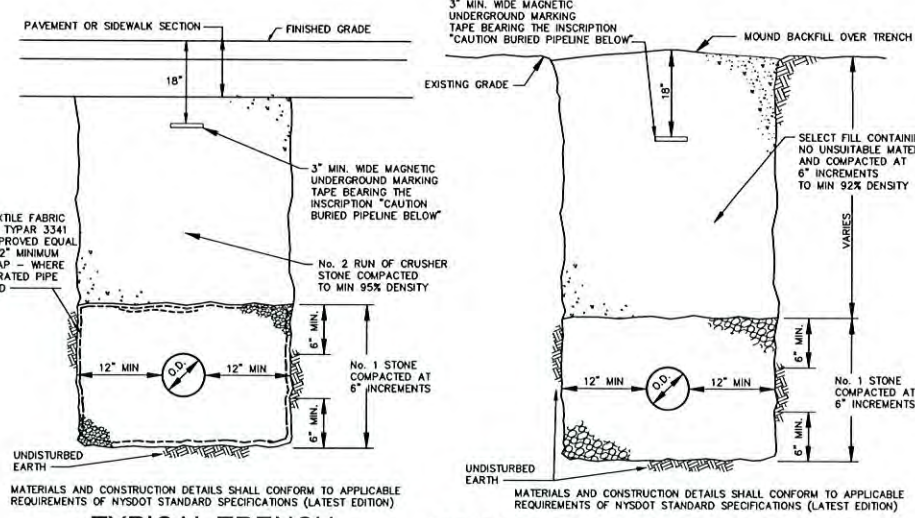 PAVEMENT OR SIDEWALK SECTION
FINISHED GRADE
18"
3" MIN. WIDE MAGNETIC
UNDERGROUND MARKING
TAPE BEARING THE
INSCRIPTION "CAUTION
BURIED PIPELINE BELOW"
FABRIC
TYPAR 3341
EQUAL
MINIMUM
WHERE
PIPE
No. 2 RUN OF CRUSHER
STONE COMPACTED
TO MIN 95% DENSITY
6" MIN.
12" MIN
O.D.
12" MIN
No. 1 STONE
COMPACTED AT
6" INCREMENTS
6" MIN.
UNDISTURBED
EARTH
MATERIALS AND CONSTRUCTION DETAILS SHALL CONFORM TO APPLICABLE
REQUIREMENTS OF NYSDOT STANDARD SPECIFICATIONS (LATEST EDITION)
TYPICAL TRENCH
3" MIN. WIDE MAGNETIC
UNDERGROUND MARKING
TAPE BEARING THE INSCRIPTION
"CAUTION BURIED PIPELINE BELOW"
MOUND BACKFILL OVER TRENCH
EXISTING GRADE
18"
SELECT FILL
NO UNSUITABLE
AND COMPACTED AT
6" INCREMENTS
TO MIN 92% DENSITY
VARIES
6" MIN.
12" MIN
O.D.
12" MIN
No. 1 STONE
COMPACTED AT
6" INCREMENTS
6" MIN.
UNDISTURBED
EARTH
MATERIALS AND CONSTRUCTION DETAILS SHALL CONFORM TO APPLICABLE
REQUIREMENTS OF NYSDOT STANDARD SPECIFICATIONS (LATEST EDITION)